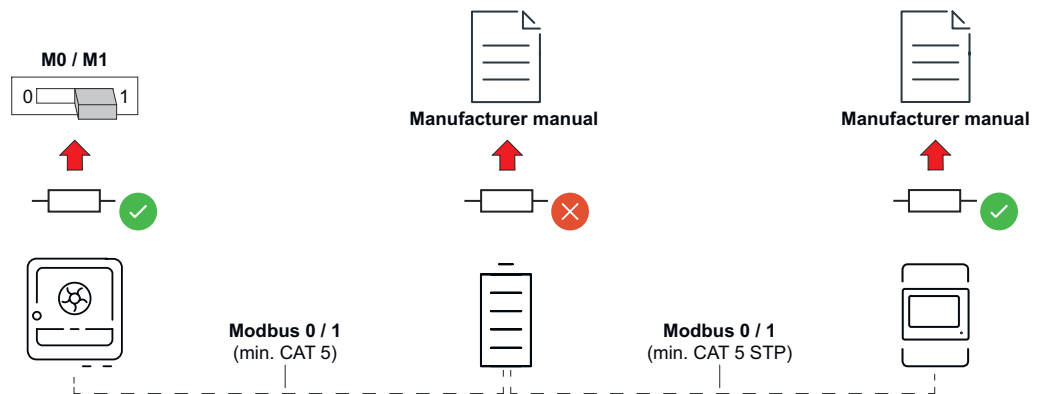 M0 / M1
0 1
Manufacturer manual
Manufacturer manual
Modbus 0 / 1
(min. CAT 5)
Modbus 0 / 1
(min. CAT 5 STP)